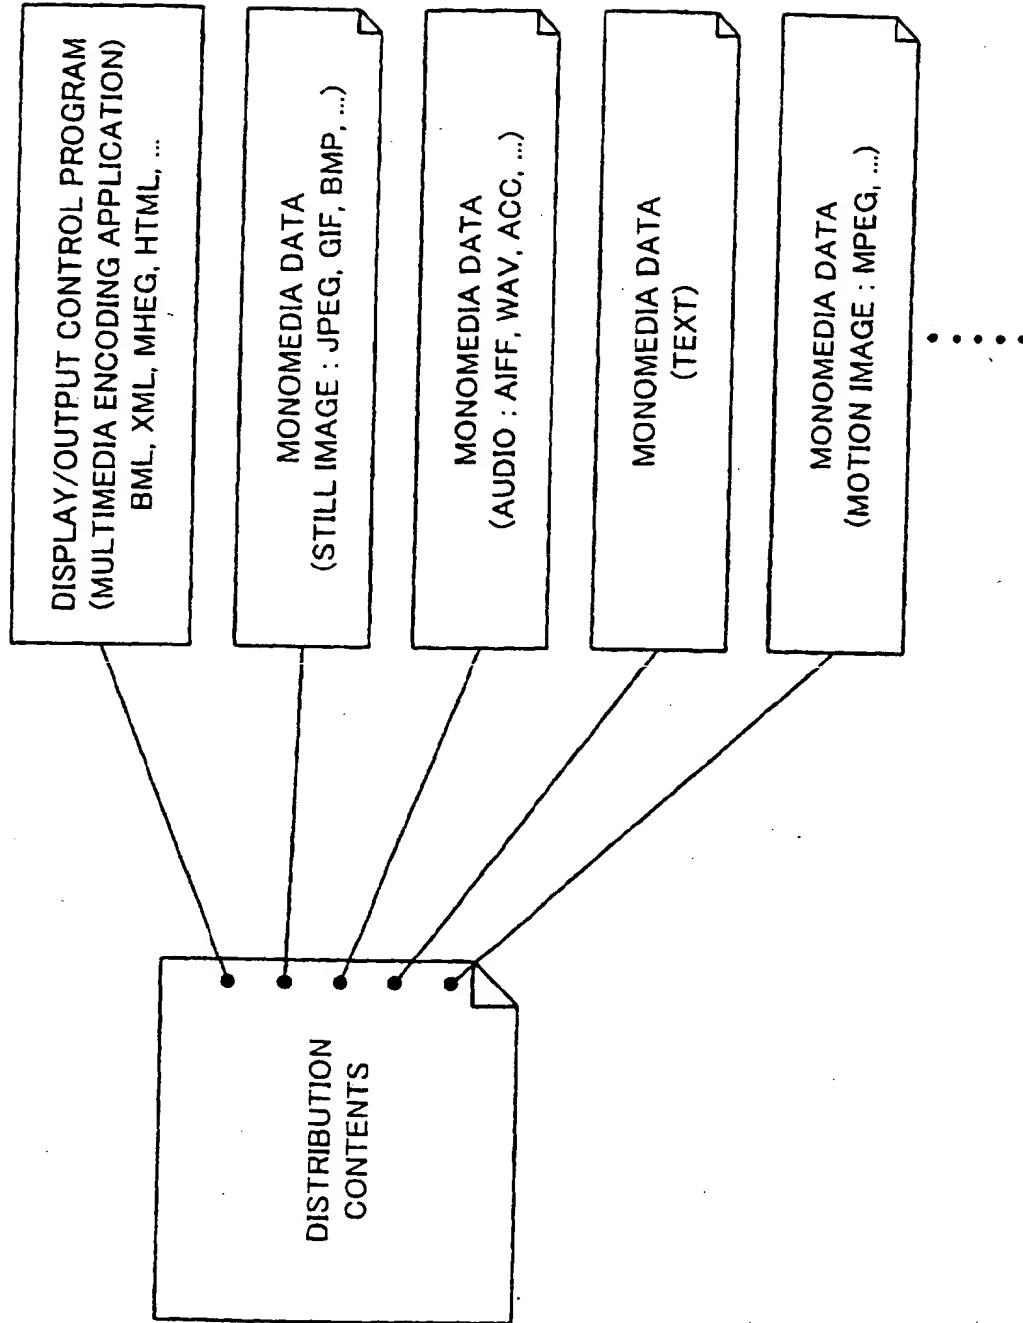 DISTRIBUTION
CONTENTS
DISPLAY/OUTPUT CONTROL PROGRAM
(MULTIMEDIA ENCODING APPLICATION)
BML, XML, MHEG, HTML, ...
MONOMEDIA DATA
(STILL IMAGE : JPEG, GIF, BMP, ...)
MONOMEDIA DATA
(AUDIO : AIFF, WAV, ACC, ...)
MONOMEDIA DATA
(TEXT)
MONOMEDIA DATA
(MOTION IMAGE : MPEG, ...)